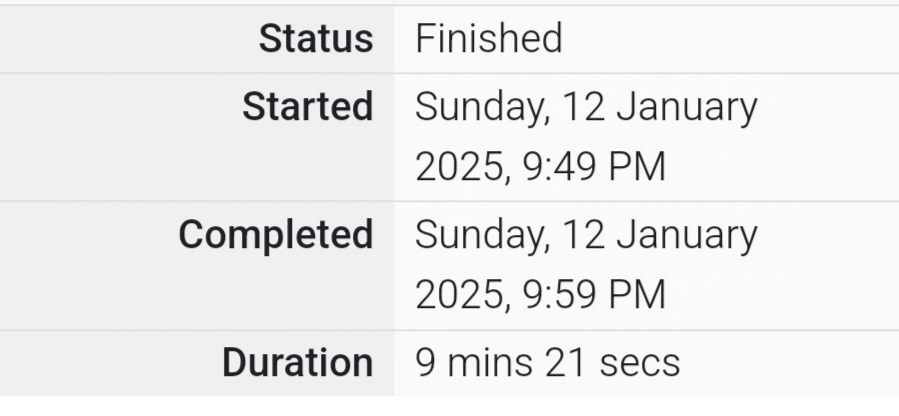 Status Finished
Started Sunday, 12 January
2025, 9:49 PM
Completed Sunday, 12 January
2025, 9:59 PM
Duration 9 mins 21 secs